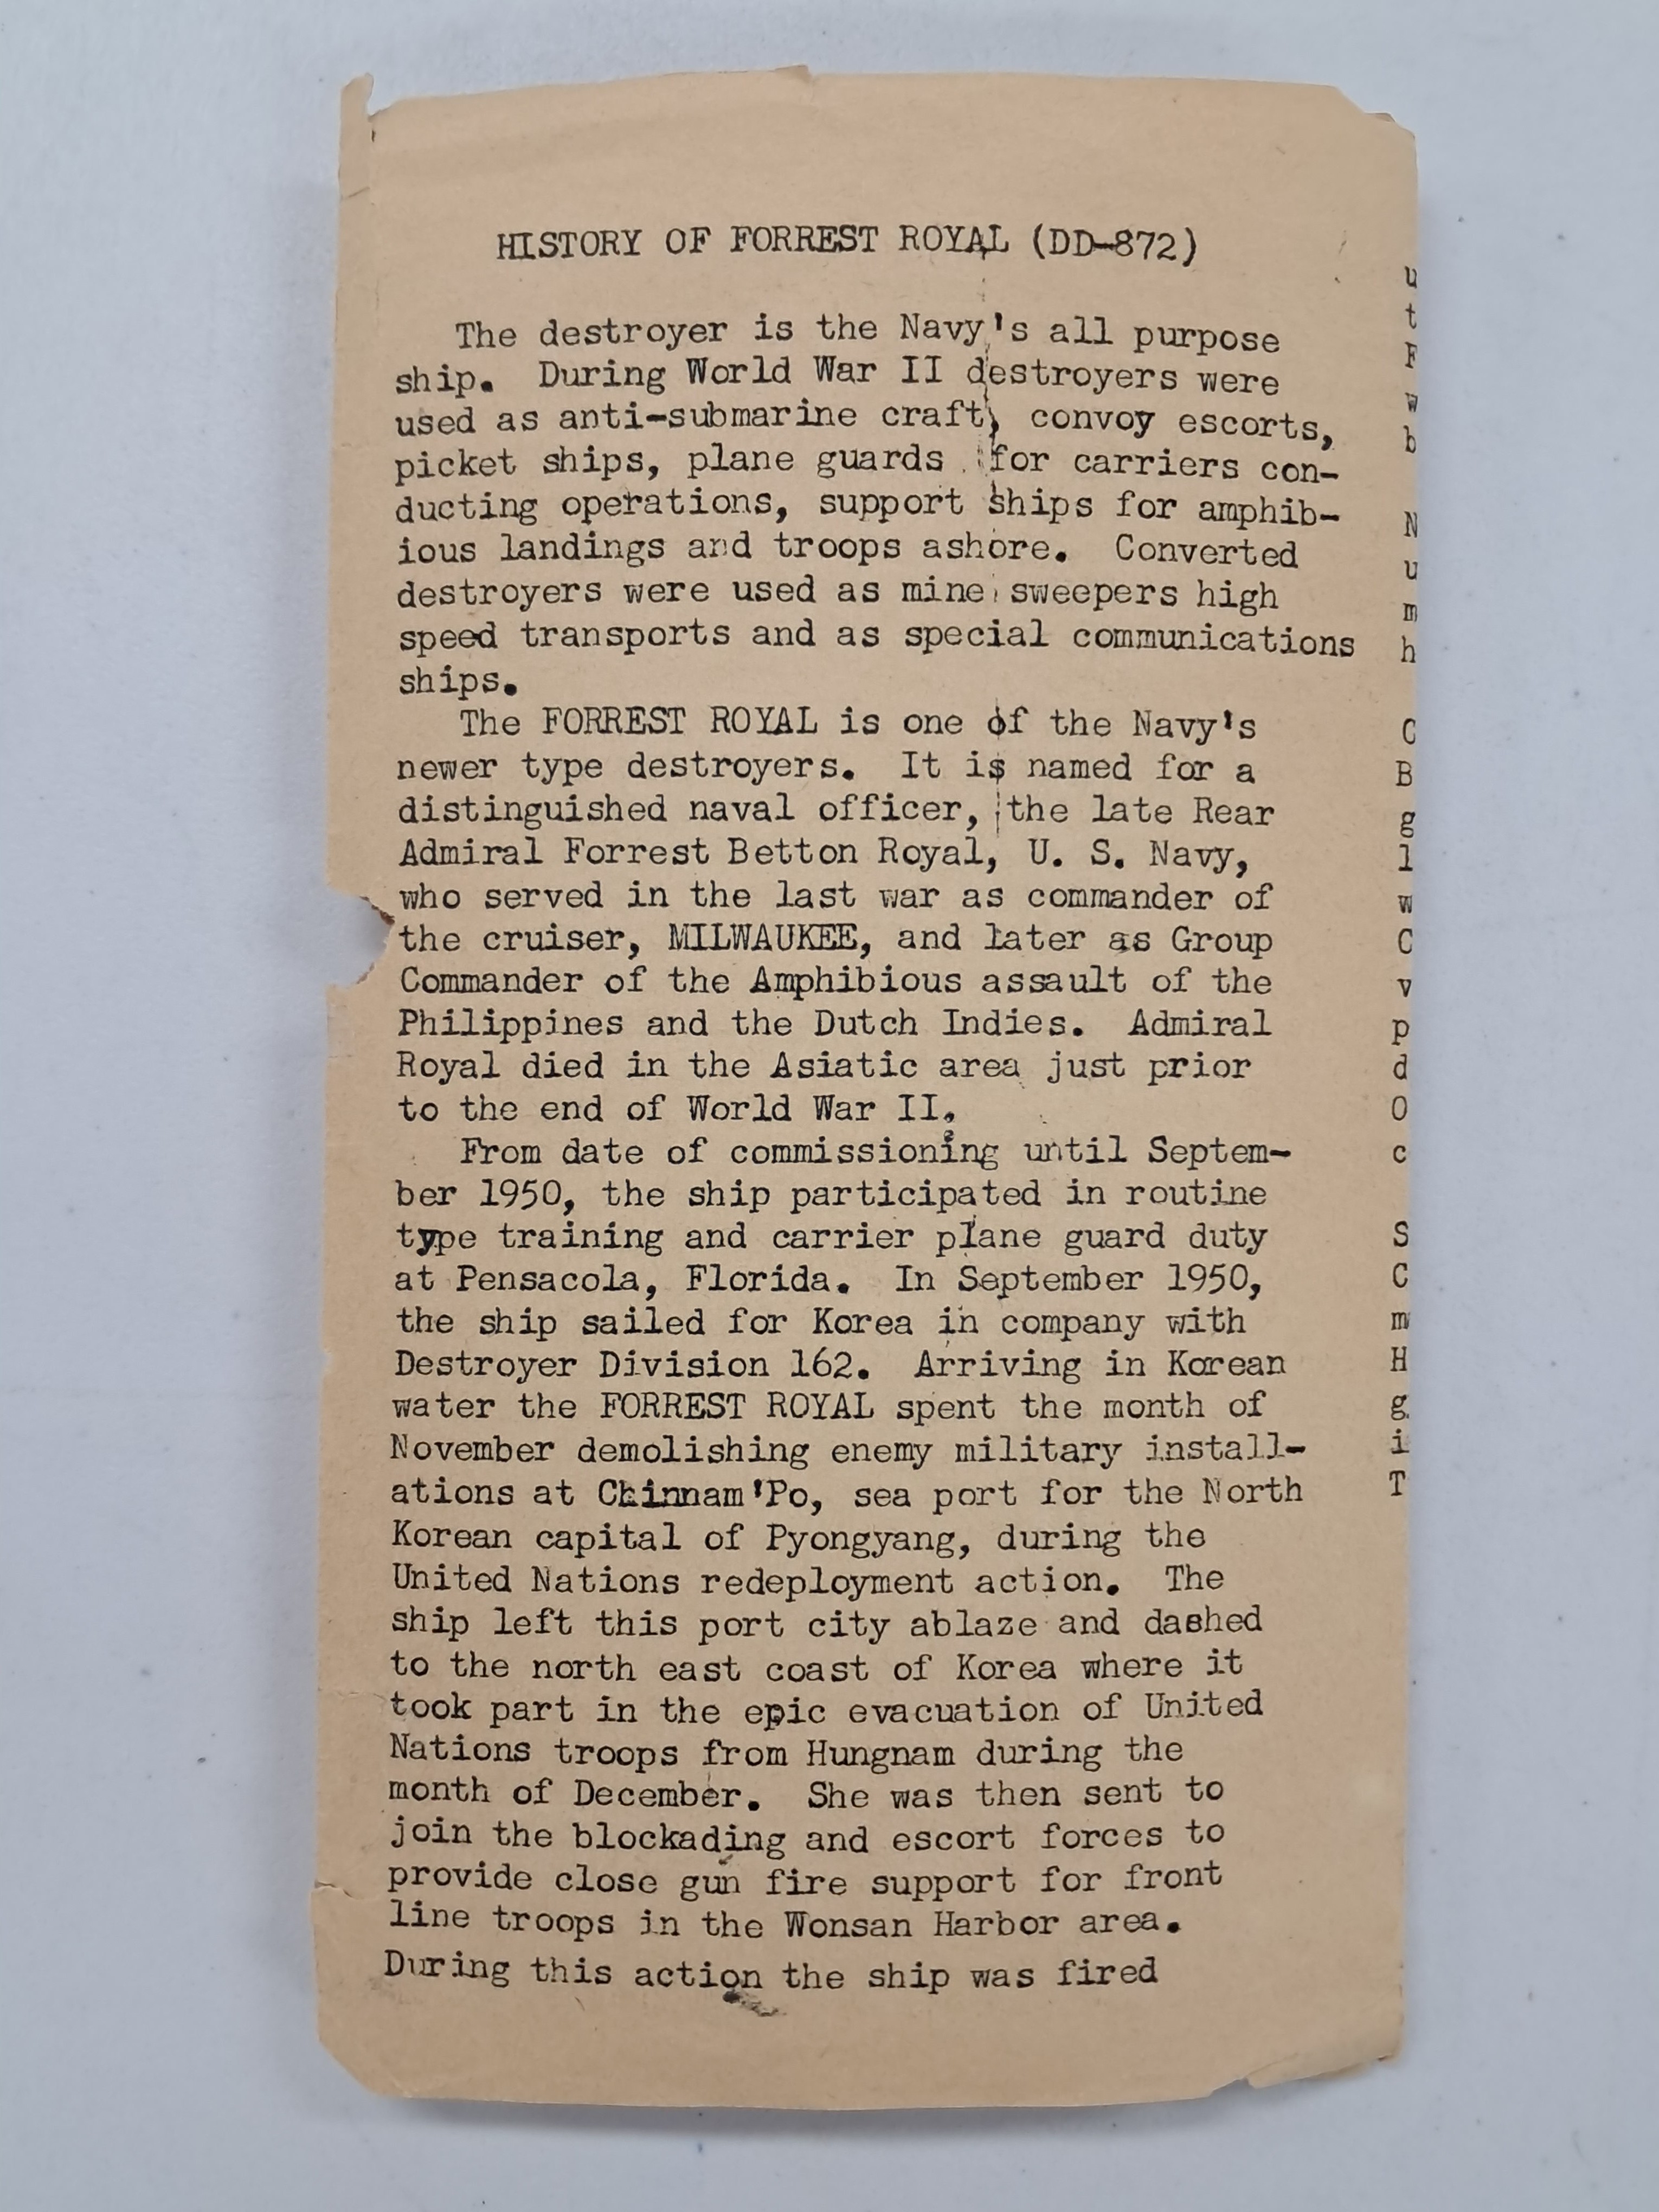 HISTORY OF FORREST ROYAL (DD-872)
The destroyer is the Navy's all purpose
ship. During World War II destroyers were
used as anti-submarine craft, convoy escorts,
picket ships, plane guards for carriers con-
ducting operations, support ships for amphib-
ious landings and troops ashore. Converted
destroyers were used as mine sweepers high
speed transports and as special communications
ships.
The FORREST ROYAL is one of the Navy's
newer type destroyers. It is named for a
distinguished naval officer, the late Rear
Admiral Forrest Betton Royal, U. S. Navy,
who served in the last war as commander of
the cruiser, MILWAUKEE, and later as Group
Commander of the Amphibious assault of the
Philippines and the Dutch Indies. Admiral
Royal died in the Asiatic area just prior
to the end of World War II.
From date of commissioning until Septem-
ber 1950, the ship participated in routine
type training and carrier plane guard duty
at Pensacola, Florida. In September 1950,
the ship sailed for Korea in company with
Destroyer Division 162. Arriving in Korean
water the FORREST ROYAL spent the month of
November demolishing enemy military install-
ations at Chinnam'Po, sea port for the North
Korean capital of Pyongyang, during the
United Nations redeployment action. The
ship left this port city ablaze and dashed
to the north east coast of Korea where it
took part in the epic evacuation of United
Nations troops from Hungnam during the
month of December. She was then sent to
join the blockading and escort forces to
provide close gun fire support for front
line troops in the Wonsan Harbor area.
During this action the ship was fired
u
t
F
w
b
N
u
m
h
C
B
g
l
w
C
v
p
d
O
c
S
C
m
H
g
i
T